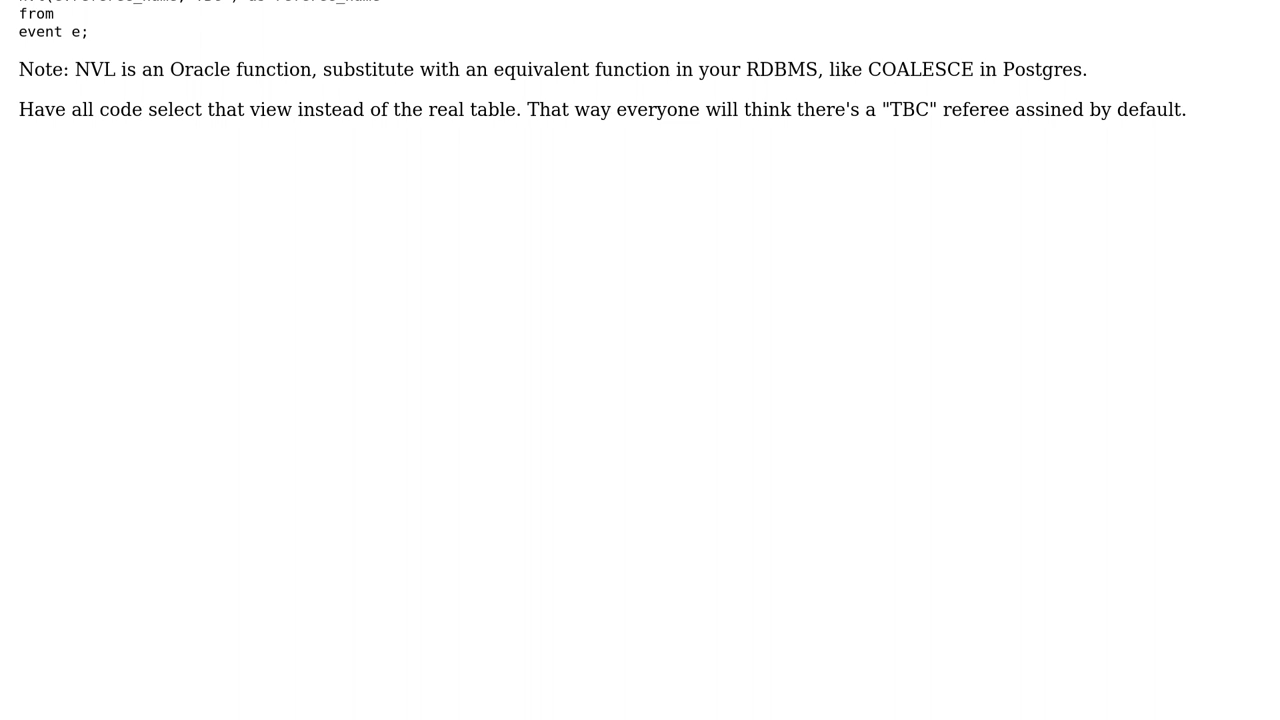 from
event e;
Note: NVL is an Oracle function, substitute with an equivalent function in your RDBMS, like COALESCE in Postgres.
Have all code select that view instead of the real table. That way everyone will think there's a "TBC" referee assined by default.